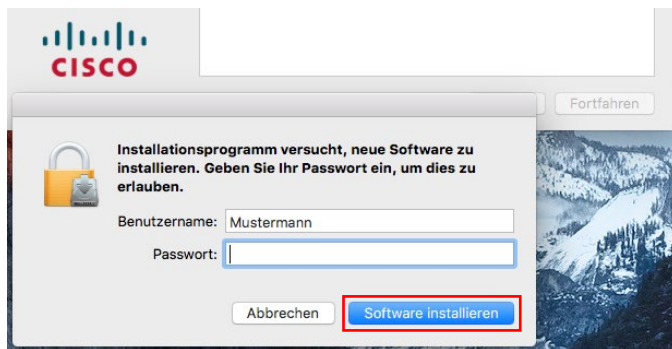 CISCO
Fortfahren
Installationsprogramm versucht, neue Software zu
installieren. Geben Sie Ihr Passwort ein, um dies zu
erlauben.
Benutzername: Mustermann
Passwort:
Abbrechen Software installieren